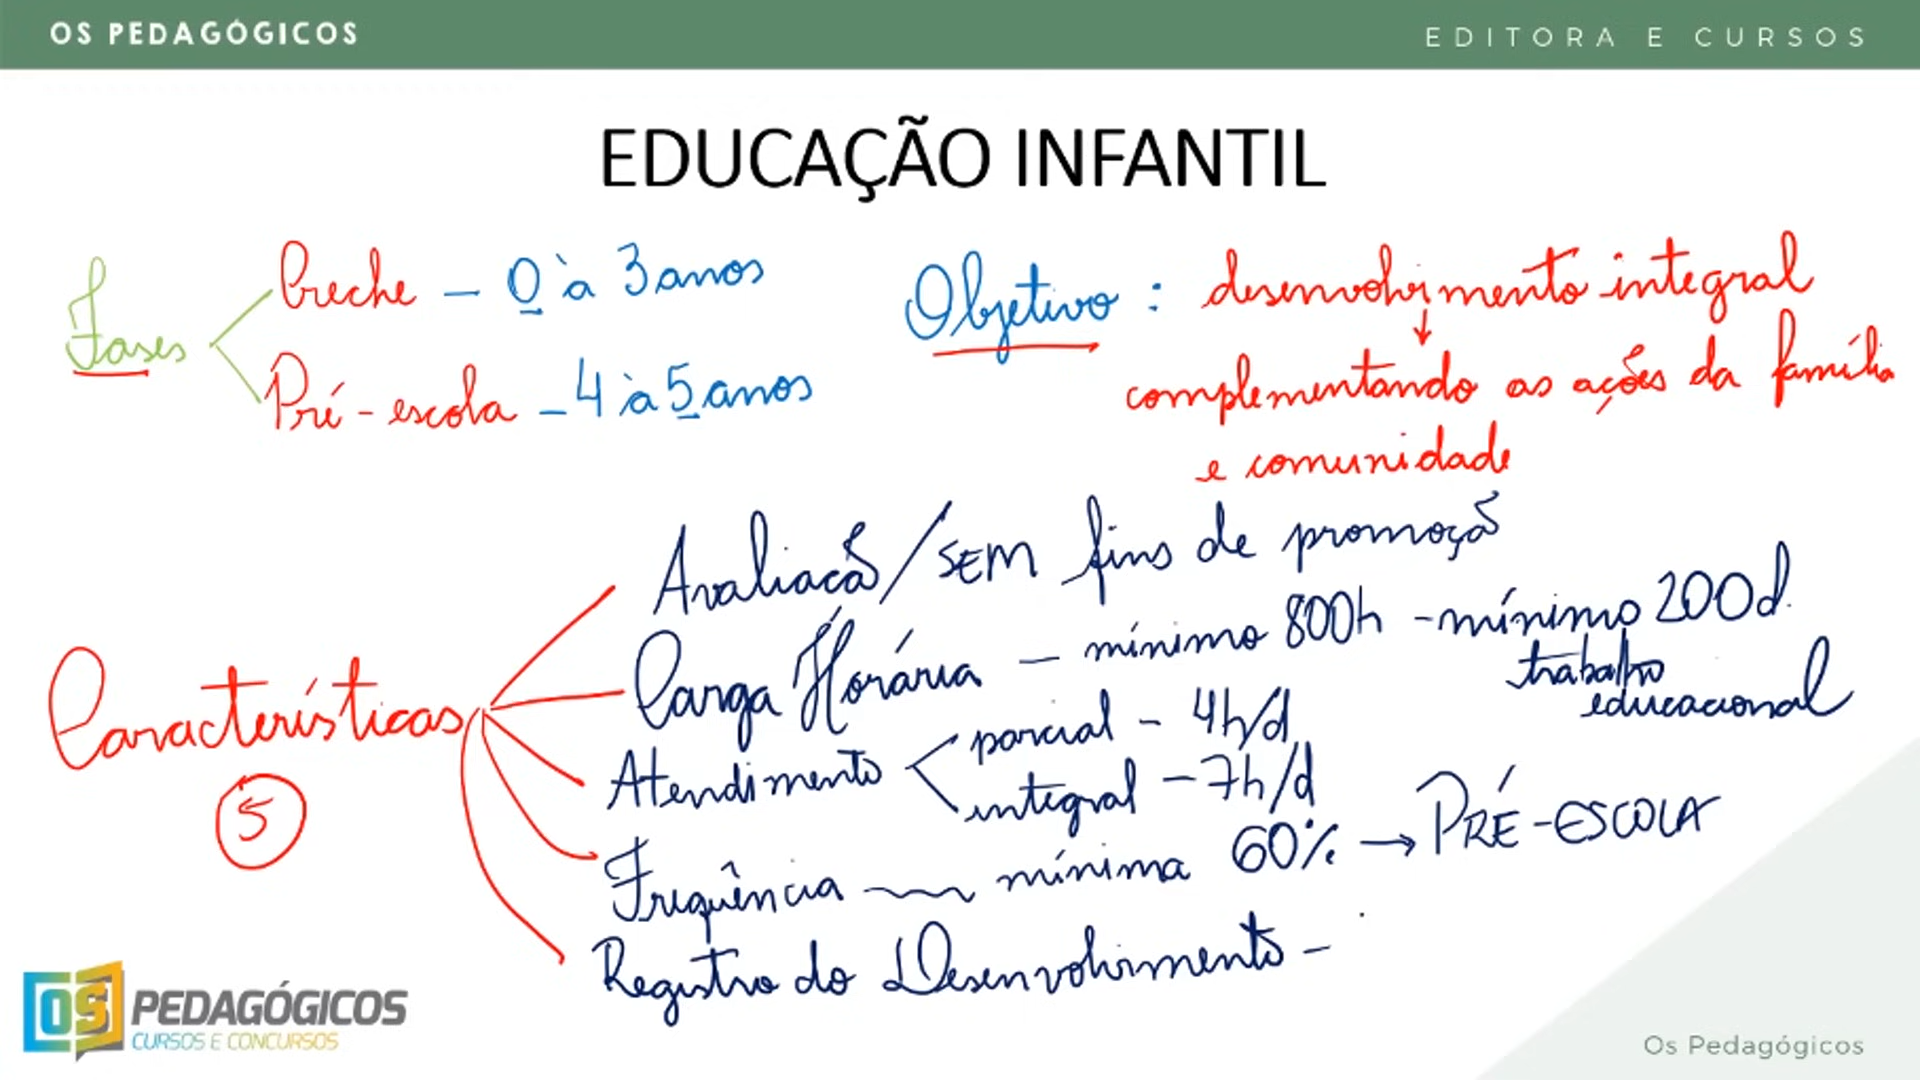 OS PEDAGÓGICOS
EDITORA E CURSOS
EDUCAÇÃO INFANTIL
Fases
Creche - 0 à 3 anos
Pré-escola - 4 à 5 anos
Objetivo : desenvolvimento integral
complementando as ações da família
e comunidade
Características
5
Avaliacã/SEM fins de promoçã
Carga Horária - mínimo 800h - mínimo 200d.
trabalho
educacional
Atendimento
parcial - 4h/d
integral - 7h/d
Frequência mínima 60% → PRÉ-ESCOLA
Registro do Desenvolvimento -
OS PEDAGÓGICOS
CURSOS E CONCURSOS
Os Pedagógicos